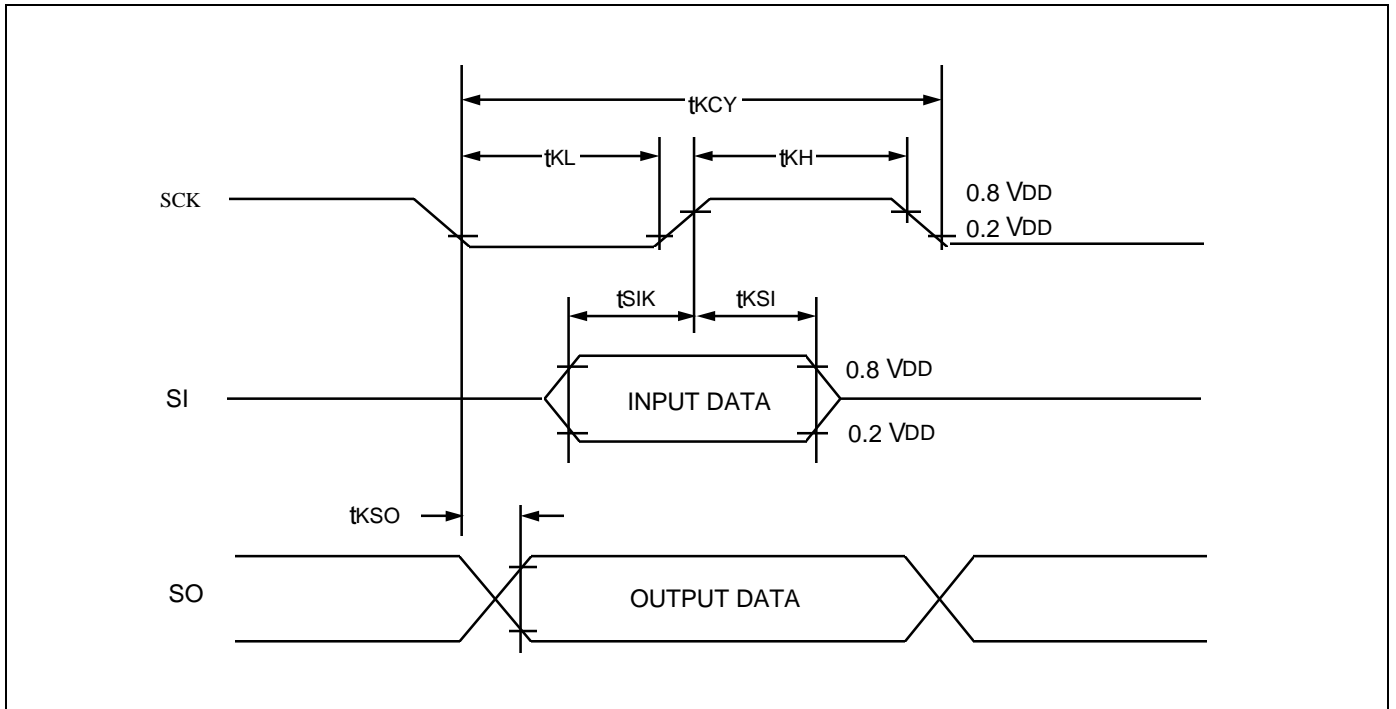 tKCY
tKL
tKH
SCK
0.8 VDD
0.2 VDD
tSIK
tKSI
SI
INPUT DATA
0.8 VDD
0.2 VDD
tKSO
SO
OUTPUT DATA